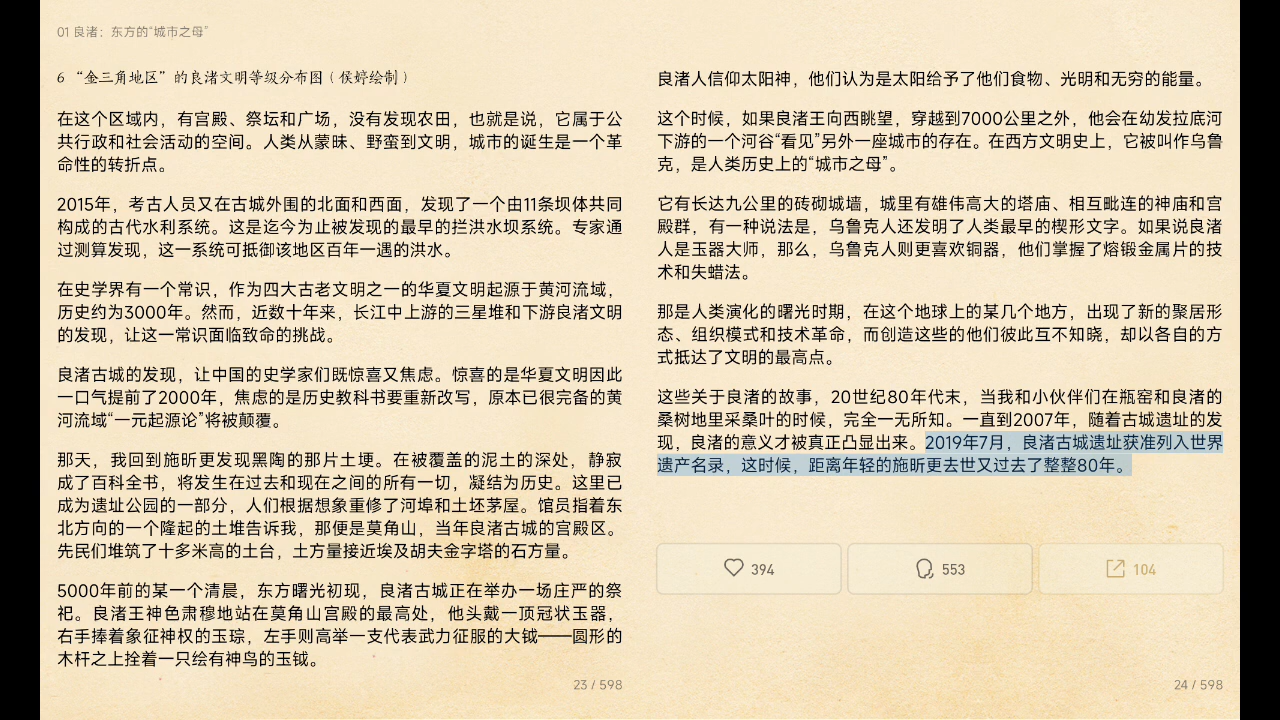 01 良渚：东方的“城市之母”
6 “金三角地区”的良渚文明等级分布图（侯婷绘制）
在这个区域内，有宫殿、祭坛和广场，没有发现农田，也就是说，它属于公
共行政和社会活动的空间。人类从蒙昧、野蛮到文明，城市的诞生是一个革
命性的转折点。
2015年，考古人员又在古城外围的北面和西面，发现了一个由11条坝体共同
构成的古代水利系统。这是迄今为止被发现的最早的拦洪水坝系统。专家通
过测算发现，这一系统可抵御该地区百年一遇的洪水。
在史学界有一个常识，作为四大古老文明之一的华夏文明起源于黄河流域，
历史约为3000年。然而，近数十年来，长江中上游的三星堆和下游良渚文明
的发现，让这一常识面临致命的挑战。
良渚古城的发现，让中国的史学家们既惊喜又焦虑。惊喜的是华夏文明因此
一口气提前了2000年，焦虑的是历史教科书要重新改写，原本已很完备的黄
河流域“一元起源论”将被颠覆。
那天，我回到施昕更发现黑陶的那片土埂。在被覆盖的泥土的深处，静寂
成了百科全书，将发生在过去和现在之间的所有一切，凝结为历史。这里已
成为遗址公园的一部分，人们根据想象重修了河埠和土坯茅屋。馆员指着东
北方向的一个隆起的土堆告诉我，那便是莫角山，当年良渚古城的宫殿区。
先民们堆筑了十多米高的土台，土方量接近埃及胡夫金字塔的石方量。
5000年前的某一个清晨，东方曙光初现，良渚古城正在举办一场庄严的祭
祀。良渚王神色肃穆地站在莫角山宫殿的最高处，他头戴一顶冠状玉器，
右手捧着象征神权的玉琮，左手则高举一支代表武力征服的大钺——圆形的
木杆之上拴着一只绘有神鸟的玉钺。
23 / 598
良渚人信仰太阳神，他们认为是太阳给予了他们食物、光明和无穷的能量。
这个时候，如果良渚王向西眺望，穿越到7000公里之外，他会在幼发拉底河
下游的一个河谷“看见”另外一座城市的存在。在西方文明史上，它被叫作乌鲁
克，是人类历史上的“城市之母”。
它有长达九公里的砖砌城墙，城里有雄伟高大的塔庙、相互毗连的神庙和宫
殿群，有一种说法是，乌鲁克人还发明了人类最早的楔形文字。如果说良渚
人是玉器大师，那么，乌鲁克人则更喜欢铜器，他们掌握了熔锻金属片的技
术和失蜡法。
那是人类演化的曙光时期，在这个地球上的某几个地方，出现了新的聚居形
态、组织模式和技术革命，而创造这些的他们彼此互不知晓，却以各自的方
式抵达了文明的最高点。
这些关于良渚的故事，20世纪80年代末，当我和小伙伴们在瓶窑和良渚的
桑树地里采桑叶的时候，完全一无所知。一直到2007年，随着古城遗址的发
现，良渚的意义才被真正凸显出来。2019年7月，良渚古城遗址获准列入世界
遗产名录，这时候，距离年轻的施昕更去世又过去了整整80年。
394
553
104
24 / 598